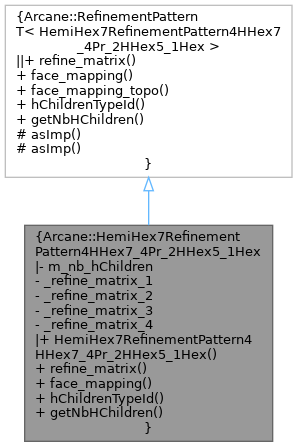 {Arcane::RefinementPattern
T< HemiHex7RefinementPattern4HHex7
_4Pr_2HHex5_1Hex >
||+ refine_matrix()
+ face_mapping()
+ face_mapping_topo()
+ hChildrenTypeId()
+ getNbHChildren()
# asImp()
# asImp()
}
{Arcane::HemiHex7Refinement
Pattern4HHex7_4Pr_2HHex5_1Hex
|- m_nb_hChildren
- _refine_matrix_1
- _refine_matrix_2
- _refine_matrix_3
- _refine_matrix_4
|+ HemiHex7RefinementPattern4
HHex7_4Pr_2HHex5_1Hex()
+ refine_matrix()
+ face_mapping()
+ hChildrenTypeId()
+ getNbHChildren()
}